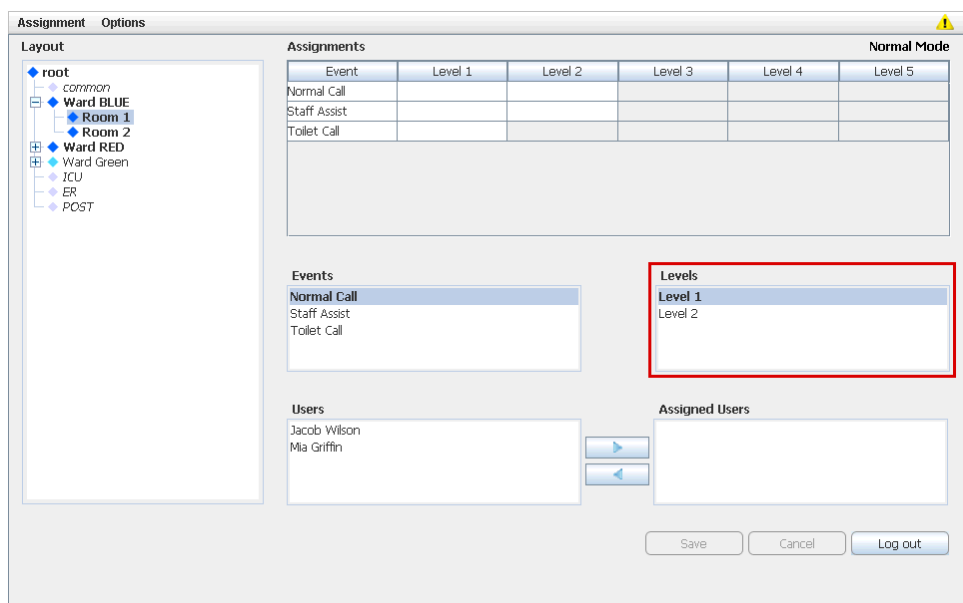 Assignment Options
Layout
root
common
Ward BLUE
Room 1
Room 2
Ward RED
Ward Green
ICU
ER
POST
Assignments Normal Mode
Event Level 1 Level 2 Level 3 Level 4 Level 5
Normal Call
Staff Assist
Toilet Call
Events
Normal Call
Staff Assist
Toilet Call
Levels
Level 1
Level 2
Users
Jacob Wilson
Mia Griffin
Assigned Users
Save Cancel Log out